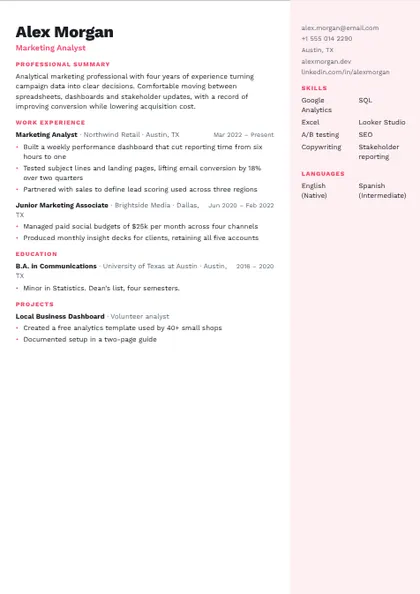 Alex Morgan
Marketing Analyst
PROFESSIONAL SUMMARY
Analytical marketing professional with four years of experience turning
campaign data into clear decisions. Comfortable moving between
spreadsheets, dashboards and stakeholder updates, with a record of
improving conversion while lowering acquisition cost.
WORK EXPERIENCE
Marketing Analyst · Northwind Retail · Austin, TX Mar 2022 – Present
• Built a weekly performance dashboard that cut reporting time from six
hours to one
• Tested subject lines and landing pages, lifting email conversion by 18%
over two quarters
• Partnered with sales to define lead scoring used across three regions
Junior Marketing Associate · Brightside Media · Dallas, Jun 2020 – Feb 2022
TX
• Managed paid social budgets of $25k per month across four channels
• Produced monthly insight decks for clients, retaining all five accounts
EDUCATION
B.A. in Communications · University of Texas at Austin · Austin, 2016 – 2020
TX
• Minor in Statistics. Dean's list, four semesters.
PROJECTS
Local Business Dashboard · Volunteer analyst
• Created a free analytics template used by 40+ small shops
• Documented setup in a two-page guide
alex.morgan@email.com
+1 555 014 2290
Austin, TX
alexmorgan.dev
linkedin.com/in/alexmorgan
SKILLS
Google SQL
Analytics
Excel Looker Studio
A/B testing SEO
Copywriting Stakeholder
reporting
LANGUAGES
English Spanish
(Native) (Intermediate)